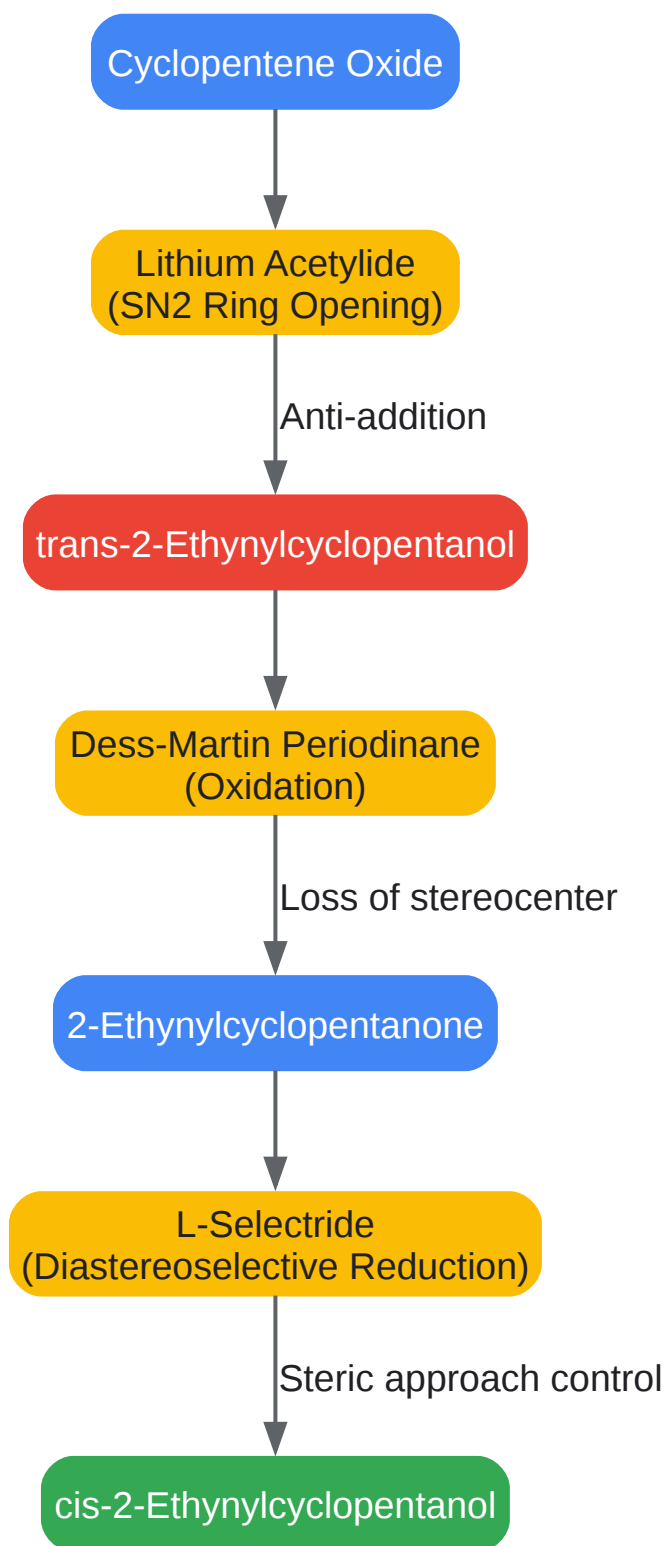 Cyclopentene Oxide
Lithium Acetylide
(SN2 Ring Opening)
Anti-addition
trans-2-Ethynylcyclopentanol
Dess-Martin Periodinane
(Oxidation)
Loss of stereocenter
2-Ethynylcyclopentanone
L-Selectride
(Diastereoselective Reduction)
Steric approach control
cis-2-Ethynylcyclopentanol